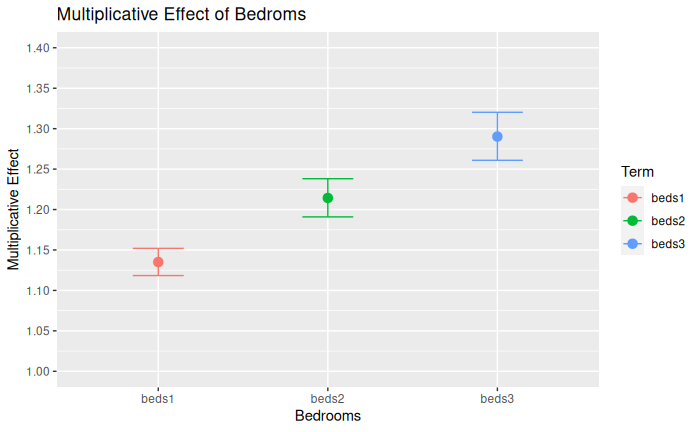 Multiplicative Effect of Bedroms
1.40
1.35
1.30
1.25
1.20
1.15
1.10
1.05
1.00
Multiplicative Effect
beds1 beds2 beds3
Bedrooms
Term
beds1
beds2
beds3